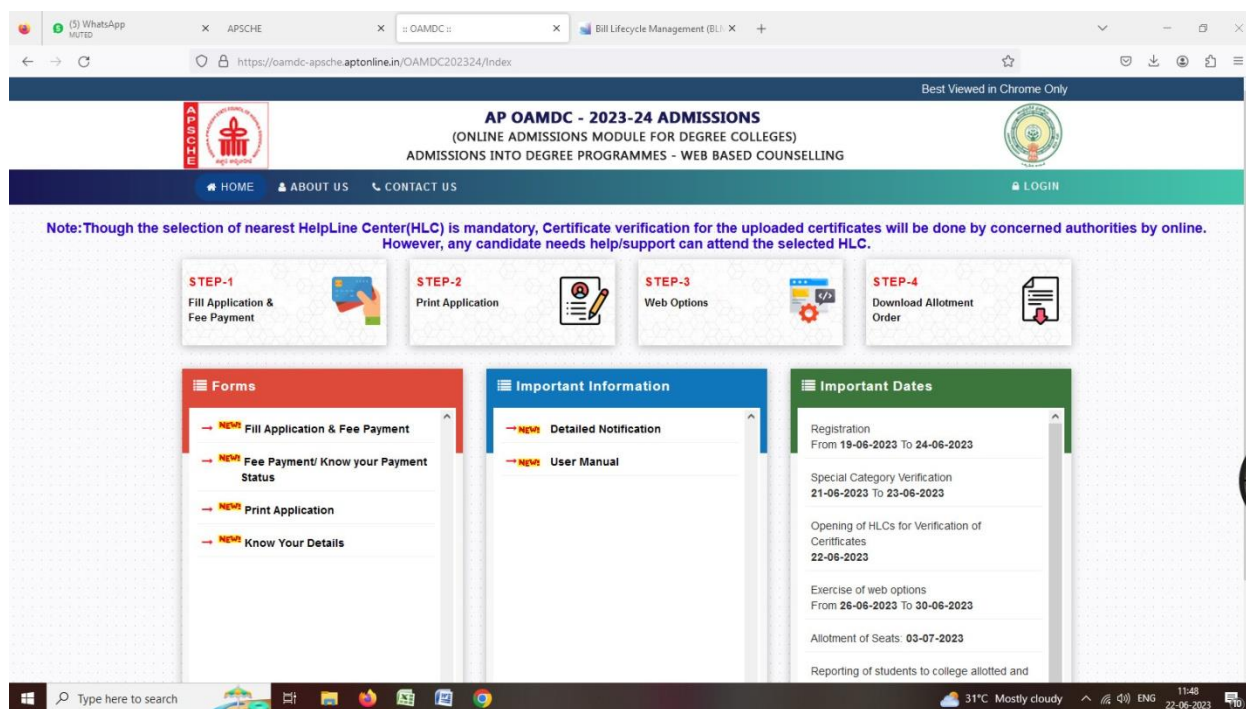 (5) WhatsApp
MUTED
APSCHE
:: OAMDC ::
Bill Lifecycle Management (BLM
https://oamdc-apsche.aptonline.in/OAMDC202324/Index
Best Viewed in Chrome Only
APSCHE
AP OAMDC - 2023-24 ADMISSIONS
(ONLINE ADMISSIONS MODULE FOR DEGREE COLLEGES)
ADMISSIONS INTO DEGREE PROGRAMMES - WEB BASED COUNSELLING
HOME ABOUT US CONTACT US LOGIN
Note:Though the selection of nearest HelpLine Center(HLC) is mandatory, Certificate verification for the uploaded certificates will be done by concerned authorities by online.
However, any candidate needs help/support can attend the selected HLC.
STEP-1
Fill Application &
Fee Payment
STEP-2
Print Application
STEP-3
Web Options
STEP-4
Download Allotment
Order
Forms
NEW! Fill Application & Fee Payment
NEW! Fee Payment/ Know your Payment
Status
NEW! Print Application
NEW! Know Your Details
Important Information
NEW! Detailed Notification
NEW! User Manual
Important Dates
Registration
From 19-06-2023 To 24-06-2023
Special Category Verification
21-06-2023 To 23-06-2023
Opening of HLCs for Verification of
Ceritficates
22-06-2023
Exercise of web options
From 26-06-2023 To 30-06-2023
Allotment of Seats: 03-07-2023
Reporting of students to college allotted and
Type here to search
31°C Mostly cloudy
ENG
11:48
22-06-2023